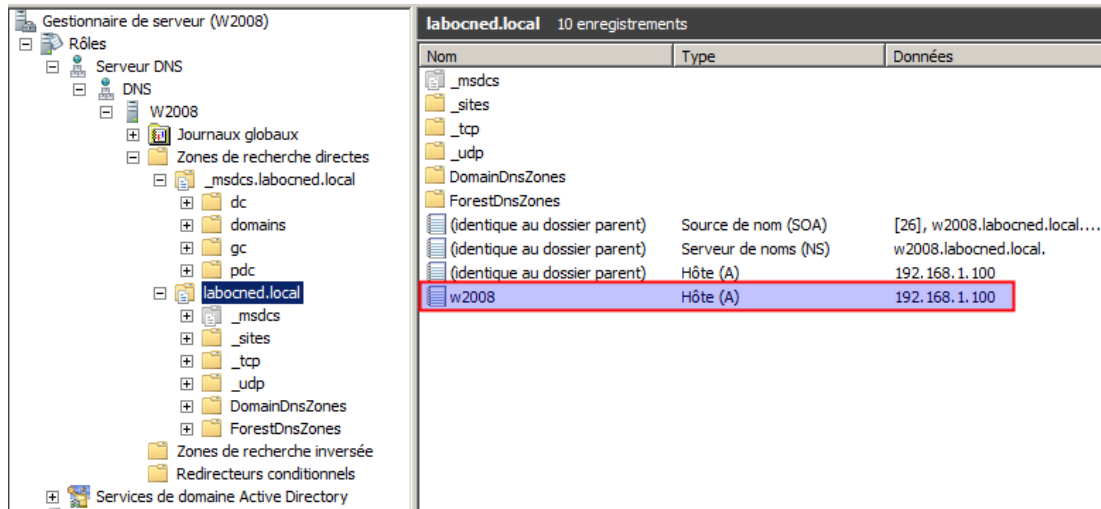 Gestionnaire de serveur (W2008)
Rôles
Serveur DNS
DNS
W2008
Journaux globaux
Zones de recherche directes
_msdcs.labocned.local
dc
domains
gc
pdc
labocned.local
_msdcs
_sites
_tcp
_udp
DomainDnsZones
ForestDnsZones
Zones de recherche inversée
Redirecteurs conditionnels
Services de domaine Active Directory
labocned.local 10 enregistrements
Nom Type Données
_msdcs
_sites
_tcp
_udp
DomainDnsZones
ForestDnsZones
(identique au dossier parent) Source de nom (SOA) [26], w2008.labocned.local....
(identique au dossier parent) Serveur de noms (NS) w2008.labocned.local.
(identique au dossier parent) Hôte (A) 192.168.1.100
w2008 Hôte (A) 192.168.1.100